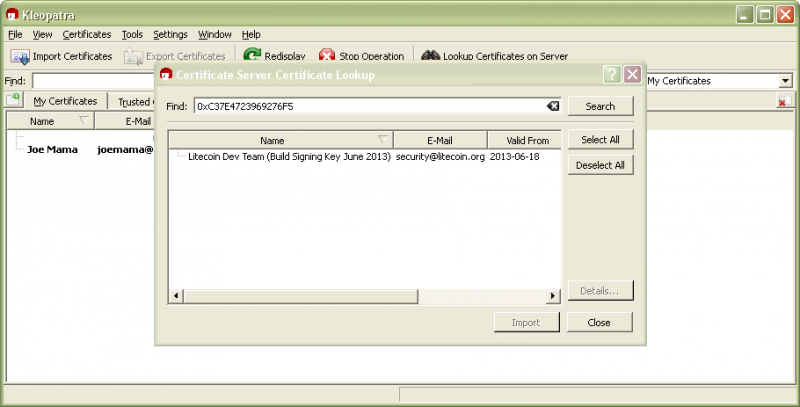 Kleopatra
File View Certificates Tools Settings Window Help
Import Certificates Export Certificates Redisplay Stop Operation Lookup Certificates on Server
Find: My Certificates
My Certificates Trusted
Name E-Mail
Joe Mama joemama@
Certificate Server Certificate Lookup
Find: 0xC37E4723969276F5 Search
Name E-Mail Valid From Select All
Litecoin Dev Team (Build Signing Key June 2013) security@litecoin.org 2013-06-18
Deselect All
Details...
Import Close